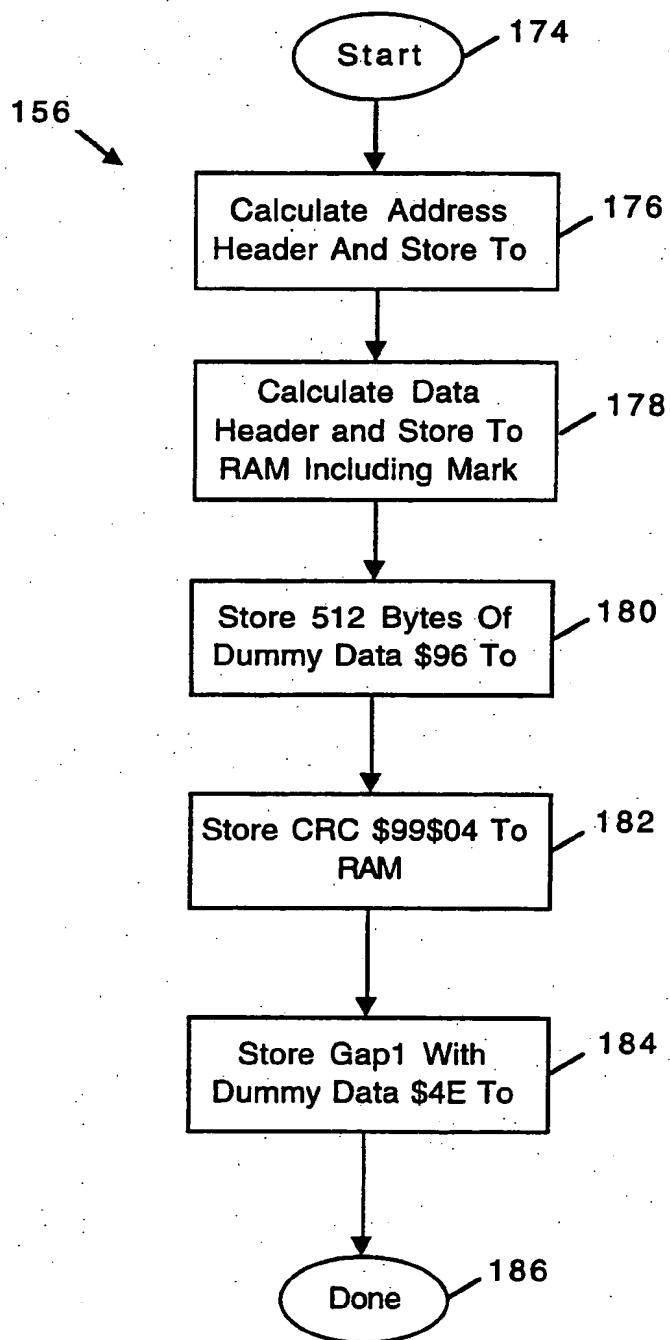 Start
174
156
Calculate Address
Header And Store To
176
Calculate Data
Header and Store To
RAM Including Mark
178
Store 512 Bytes Of
Dummy Data $96 To
180
Store CRC $99$04 To
RAM
182
Store Gap1 With
Dummy Data $4E To
184
Done
186